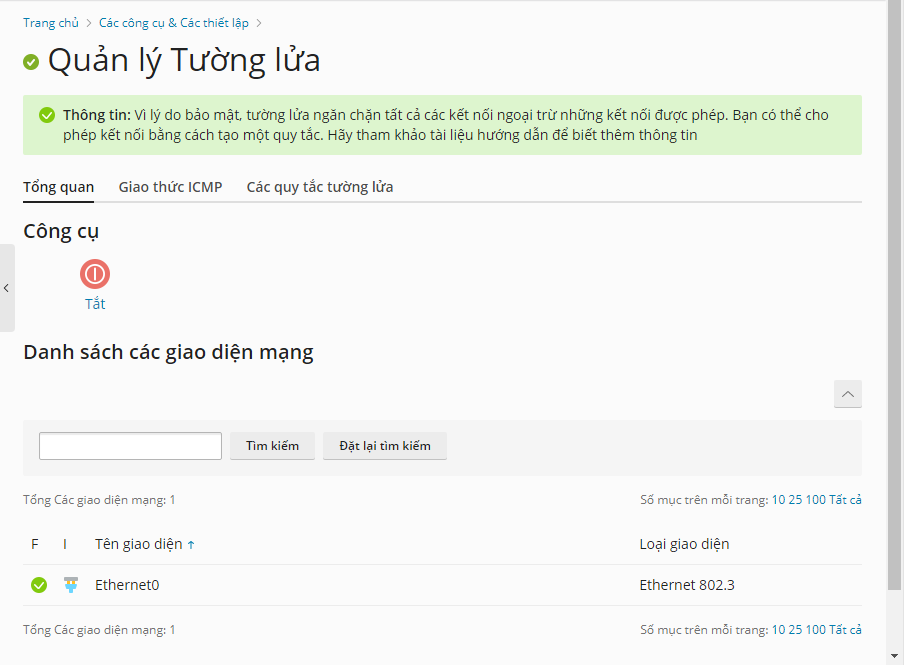 Trang chủ > Các công cụ & Các thiết lập >
Quản lý Tường lửa
Thông tin: Vì lý do bảo mật, tường lửa ngăn chặn tất cả các kết nối ngoại trừ những kết nối được phép. Bạn có thể cho
phép kết nối bằng cách tạo một quy tắc. Hãy tham khảo tài liệu hướng dẫn để biết thêm thông tin
Tổng quan Giao thức ICMP Các quy tắc tường lửa
Công cụ
Tắt
Danh sách các giao diện mạng
Tìm kiếm Đặt lại tìm kiếm
Tổng Các giao diện mạng: 1 Số mục trên mỗi trang: 10 25 100 Tất cả
F I Tên giao diện ↑ Loại giao diện
Ethernet0 Ethernet 802.3
Tổng Các giao diện mạng: 1 Số mục trên mỗi trang: 10 25 100 Tất cả